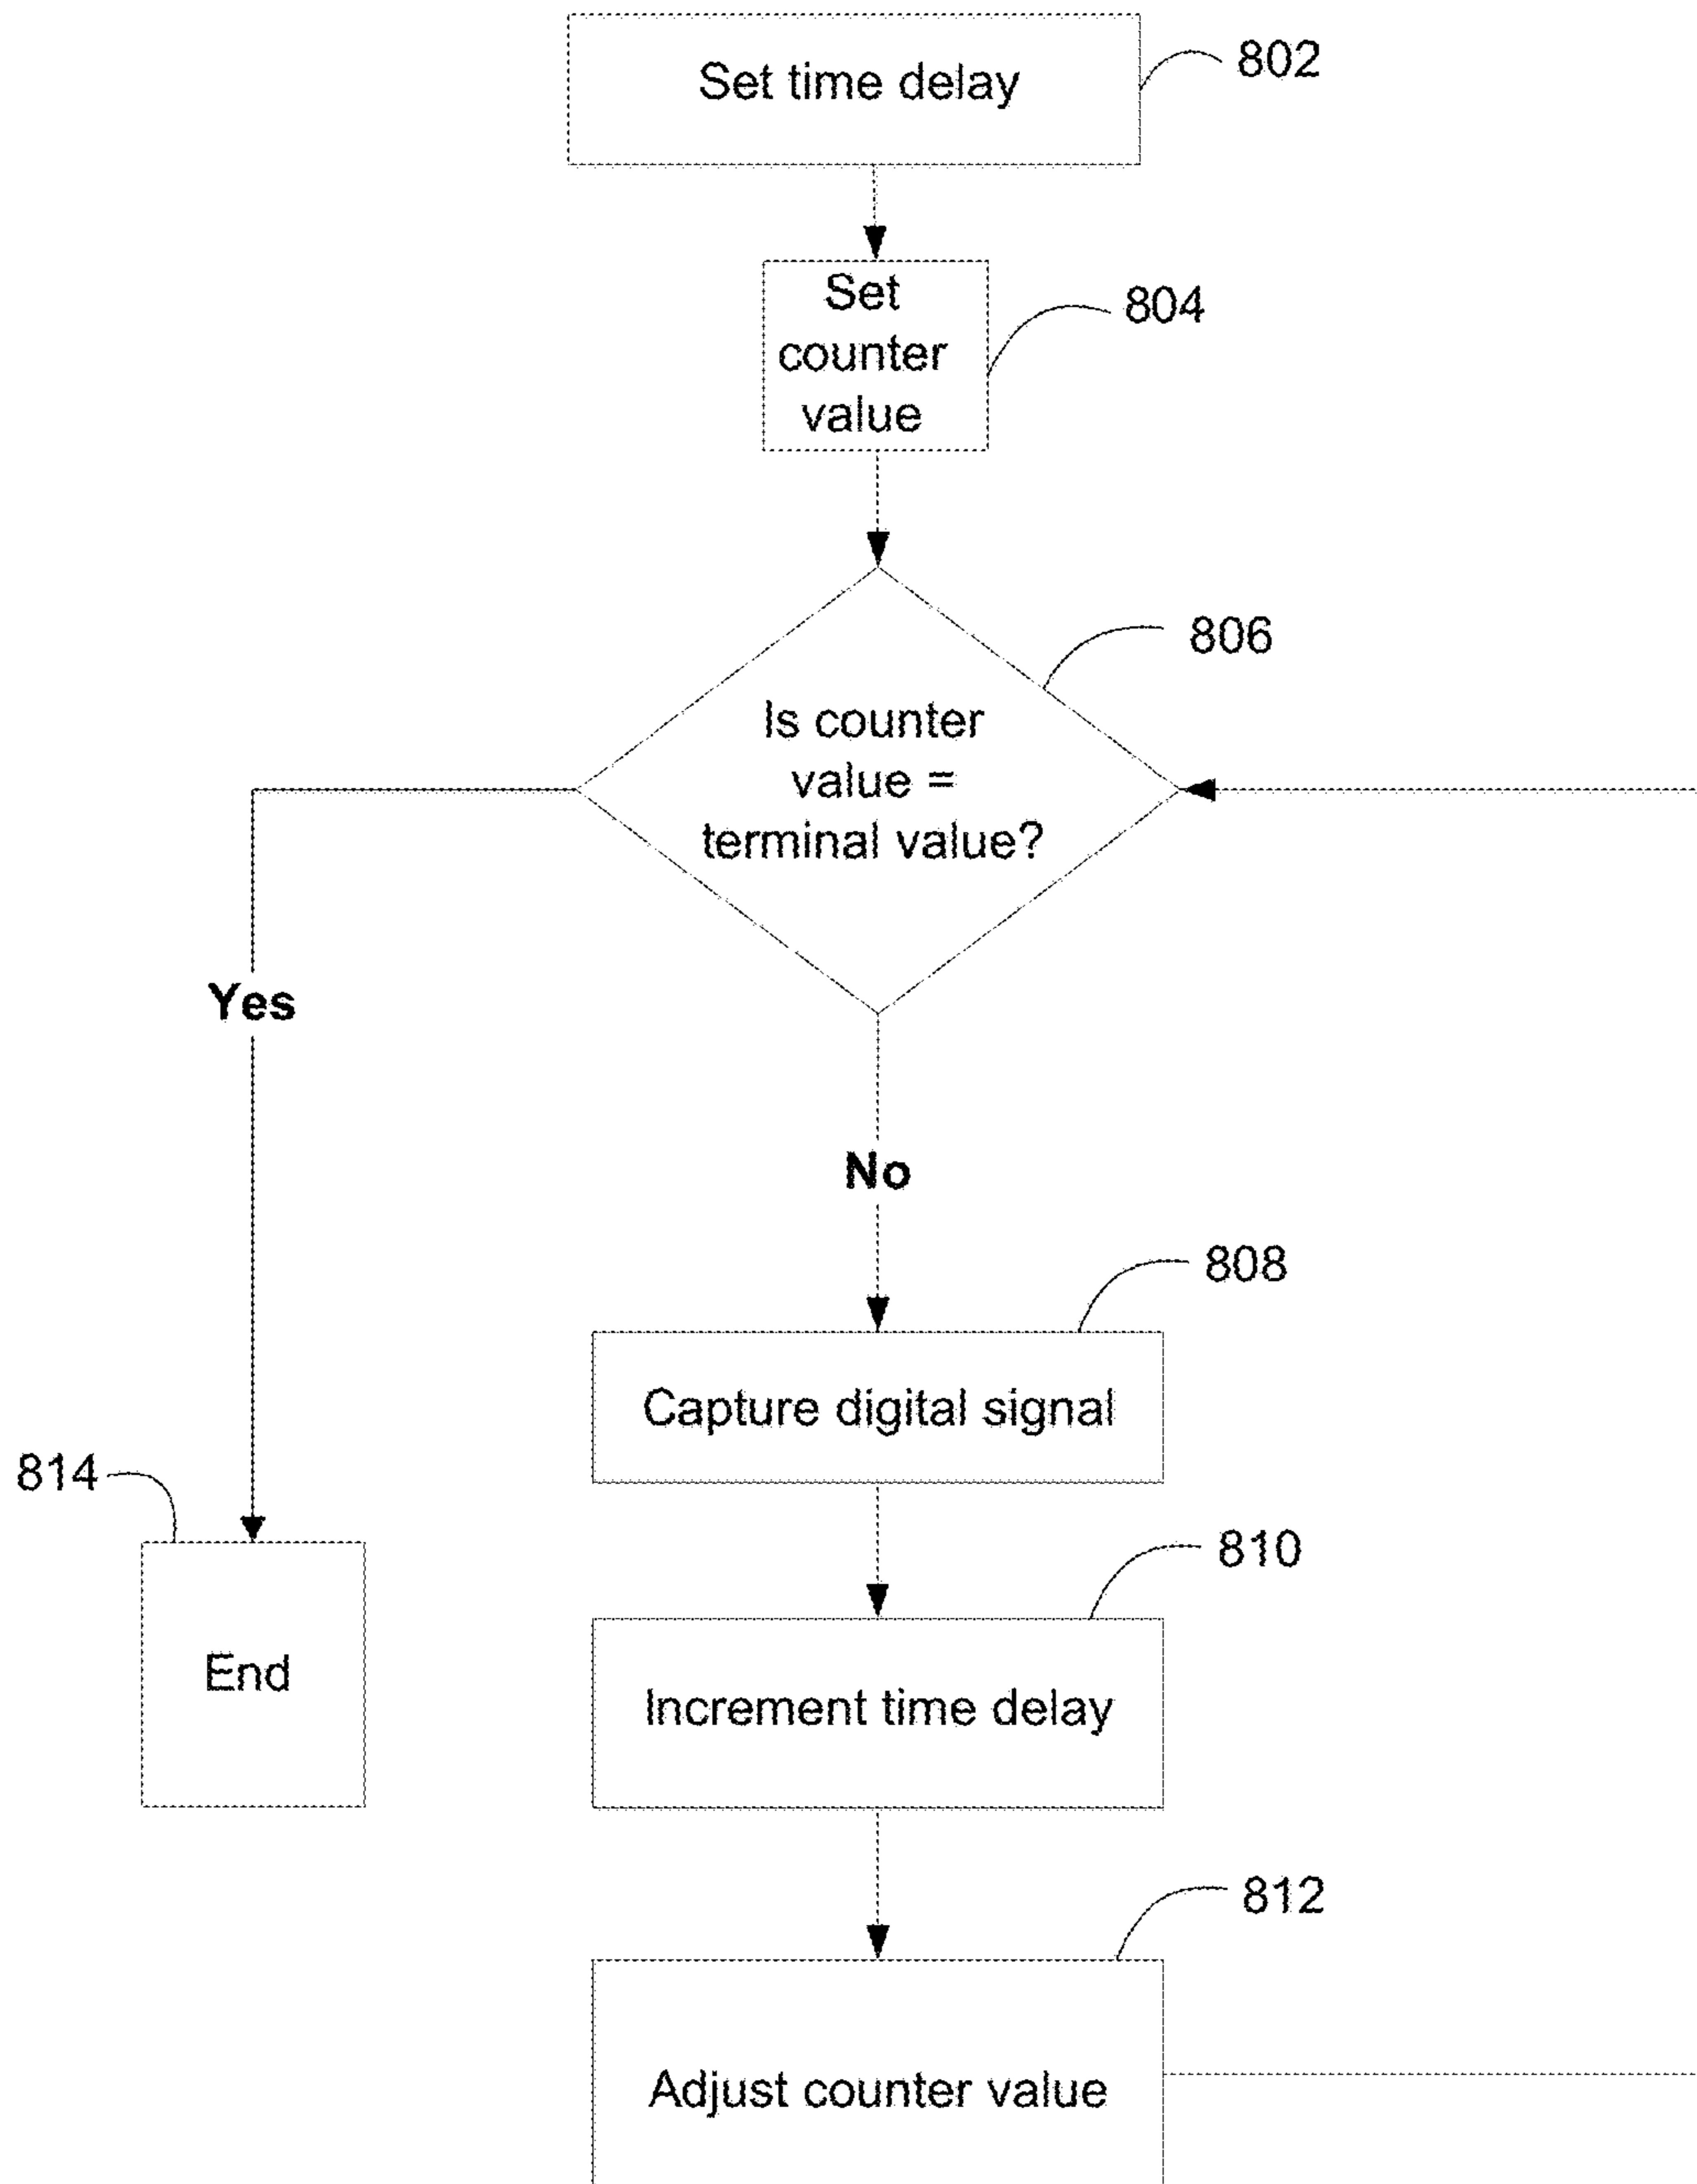 Set time delay
802
Set
counter
value
804
806
Is counter
value =
terminal value?
Yes
No
808
Capture digital signal
814
810
End
Increment time delay
812
Adjust counter value